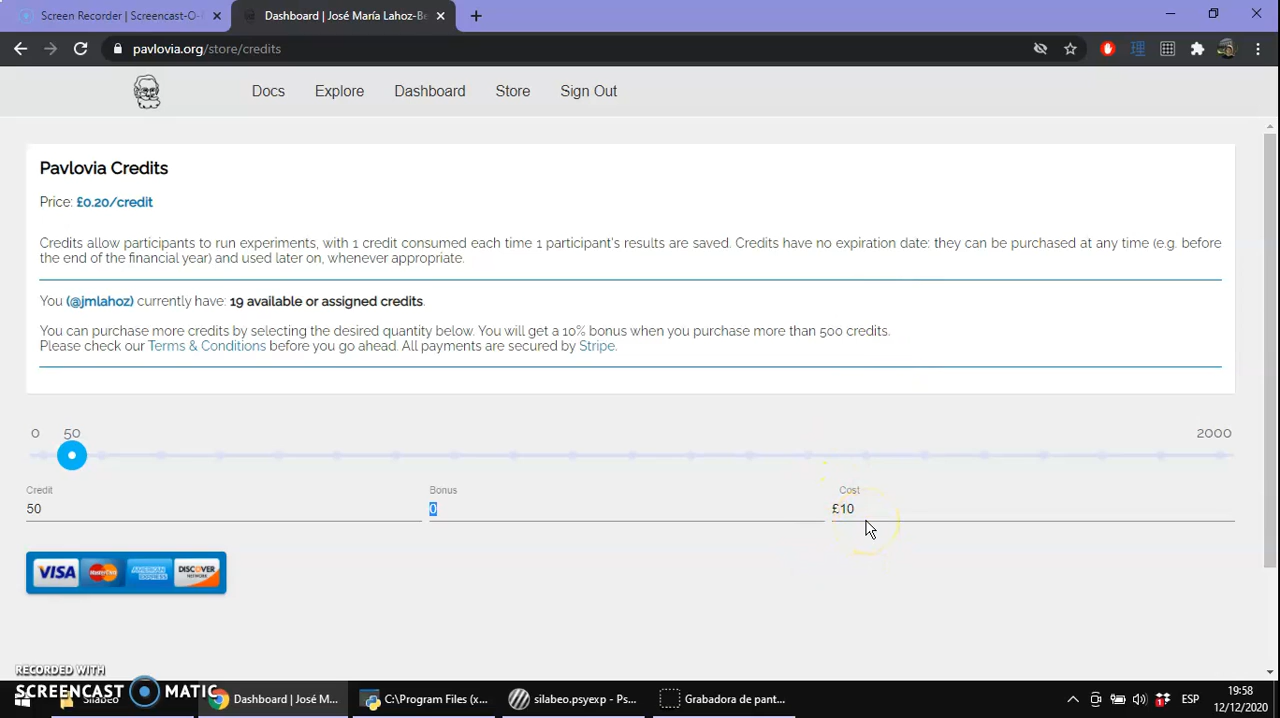 Screen Recorder | Screencast-O-
Dashboard | José María Lahoz-Be
pavlovia.org/store/credits
Docs Explore Dashboard Store Sign Out
Pavlovia Credits
Price: £0.20/credit
Credits allow participants to run experiments, with 1 credit consumed each time 1 participant's results are saved. Credits have no expiration date: they can be purchased at any time (e.g. before
the end of the financial year) and used later on, whenever appropriate.
You (@jmlahoz) currently have: 19 available or assigned credits.
You can purchase more credits by selecting the desired quantity below. You will get a 10% bonus when you purchase more than 500 credits.
Please check our Terms & Conditions before you go ahead. All payments are secured by Stripe.
0 50 2000
Credit Bonus Cost
50 0 £10
VISA MasterCard AMERICAN EXPRESS DISCOVER NETWORK
RECORDED WITH
SCREENCAST MATIC
Silabeo Dashboard | José M... C:\Program Files (x... silabeo.psyexp - Ps... Grabadora de pant...
ESP
19:58
12/12/2020